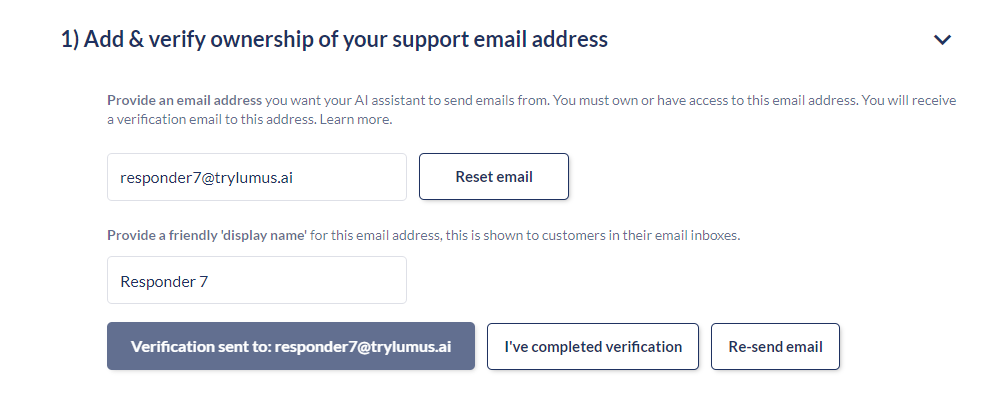 1) Add & verify ownership of your support email address
Provide an email address you want your AI assistant to send emails from. You must own or have access to this email address. You will receive
a verification email to this address. Learn more.
responder7@trylumus.ai
Reset email
Provide a friendly 'display name' for this email address, this is shown to customers in their email inboxes.
Responder 7
Verification sent to: responder7@trylumus.ai
I've completed verification
Re-send email